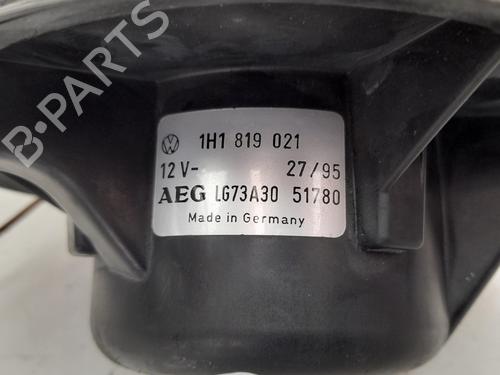 1H1 819 021
12 V- 27/95
AEG LG73A30 51780
Made in Germany
B-PARTS